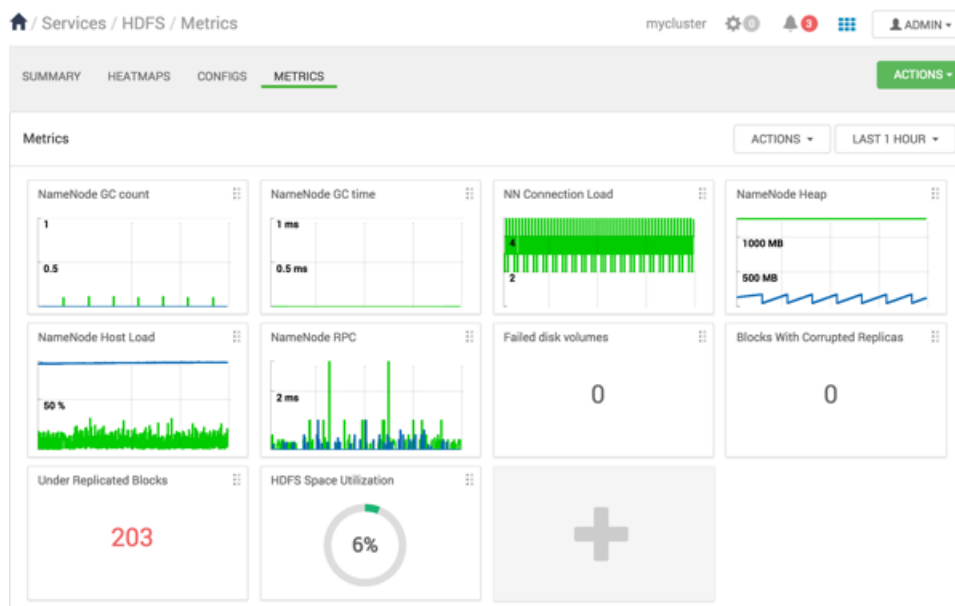 / Services / HDFS / Metrics mycluster 0 3 ADMIN
SUMMARY HEATMAPS CONFIGS METRICS ACTIONS
Metrics ACTIONS LAST 1 HOUR
NameNode GC count
1
0.5
NameNode GC time
1 ms
0.5 ms
NN Connection Load
4
2
NameNode Heap
1000 MB
500 MB
NameNode Host Load
50 %
NameNode RPC
2 ms
Failed disk volumes
0
Blocks With Corrupted Replicas
0
Under Replicated Blocks
203
HDFS Space Utilization
6%